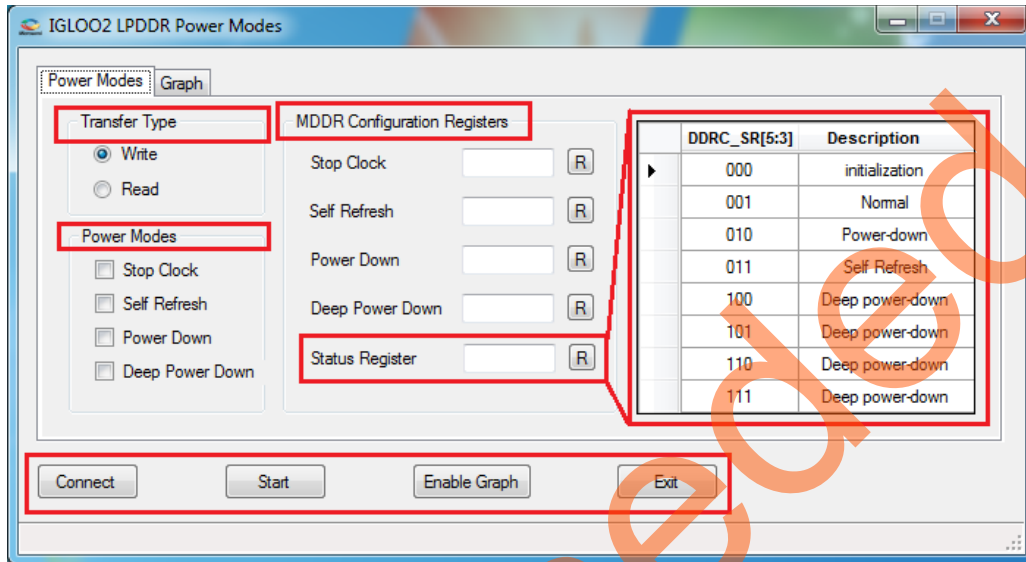 IGLOO2 LPDDR Power Modes
Power Modes Graph
Transfer Type
Write
Read
Power Modes
Stop Clock
Self Refresh
Power Down
Deep Power Down
MDDR Configuration Registers
Stop Clock R
Self Refresh R
Power Down R
Deep Power Down R
Status Register R
DDRC_SR[5:3] Description
000 initialization
001 Normal
010 Power-down
011 Self Refresh
100 Deep power-down
101 Deep power-down
110 Deep power-down
111 Deep power-down
Connect Start Enable Graph Exit